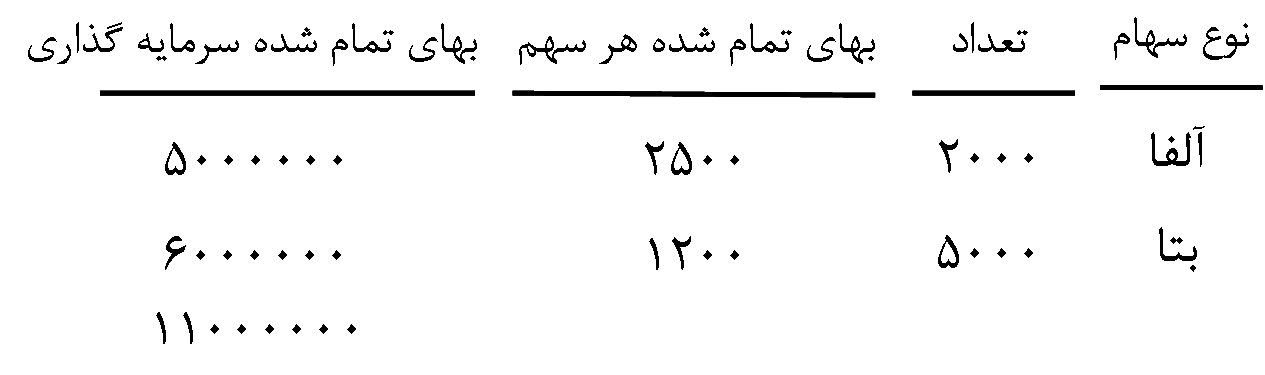 نوع سهام تعداد بهای تمام شده هر سهم بهای تمام شده سرمایه گذاری
آلفا ۲۰۰۰ ۲۵۰۰ ۵۰۰۰۰۰۰
بتا ۵۰۰۰ ۱۲۰۰ ۶۰۰۰۰۰۰
۱۱۰۰۰۰۰۰